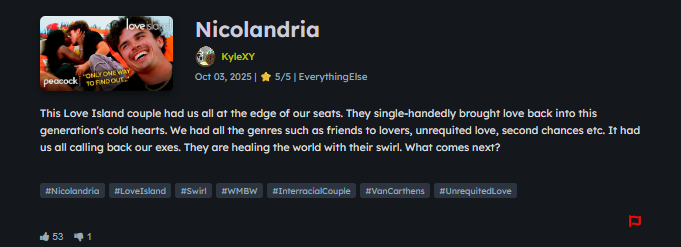 love island
peacock
"ONLY ONE WAY
TO FIND OUT..."
Nicolandria
KyleXY
Oct 03, 2025 | 5/5 | EverythingElse
This Love Island couple had us all at the edge of our seats. They single-handedly brought love back into this
generation's cold hearts. We had all the genres such as friends to lovers, unrequited love, second chances etc. It had
us all calling back our exes. They are healing the world with their swirl. What comes next?
#Nicolandria #LoveIsland #Swirl #WMBW #InterracialCouple #VanCarthens #UnrequitedLove
53 1